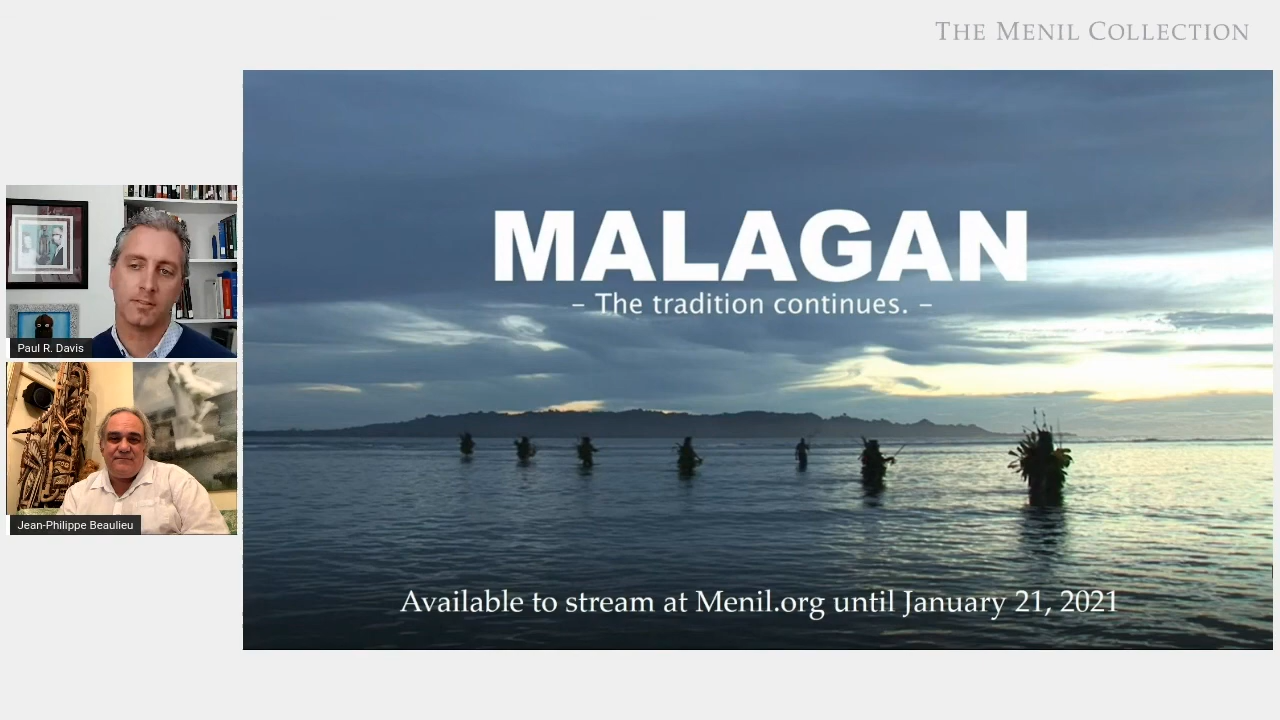 THE MENIL COLLECTION
MALAGAN
– The tradition continues. –
Paul R. Davis
Jean-Philippe Beaulieu
Available to stream at Menil.org until January 21, 2021